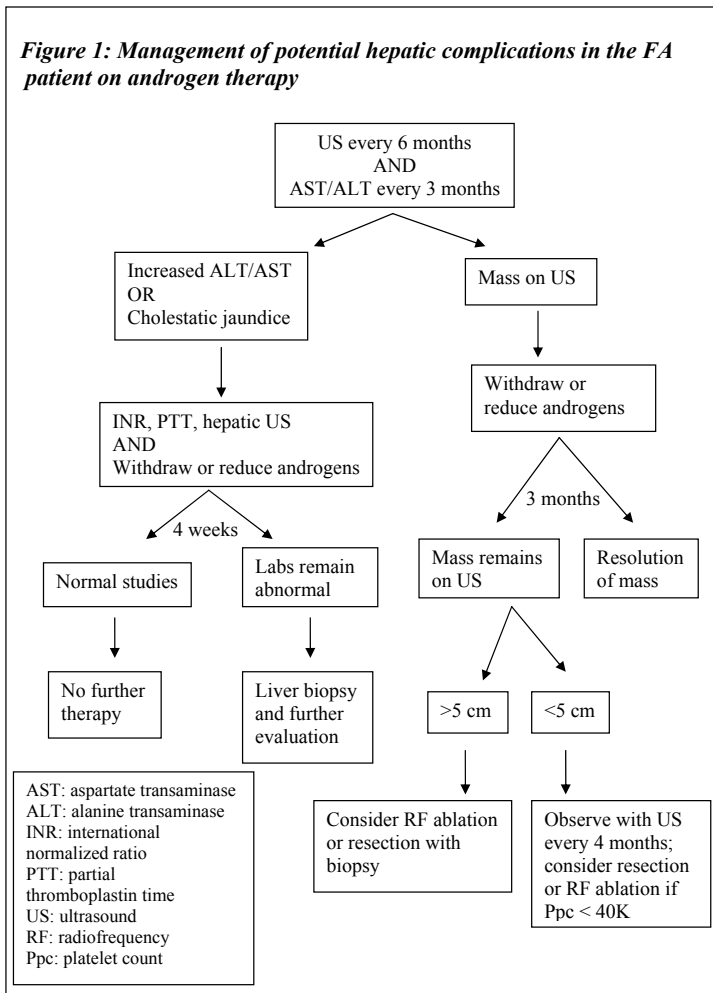 Figure 1: Management of potential hepatic complications in the FA
patient on androgen therapy
US every 6 months
AND
AST/ALT every 3 months
Increased ALT/AST
OR
Cholestatic jaundice
Mass on US
INR, PTT, hepatic US
AND
Withdraw or reduce androgens
Withdraw or
reduce androgens
4 weeks
3 months
Normal studies
Labs remain
abnormal
Mass remains
on US
Resolution
of mass
No further
therapy
Liver biopsy
and further
evaluation
>5 cm
<5 cm
Consider RF ablation
or resection with
biopsy
Observe with US
every 4 months;
consider resection
or RF ablation if
Ppc < 40K
AST: aspartate transaminase
ALT: alanine transaminase
INR: international
normalized ratio
PTT: partial
thromboplastin time
US: ultrasound
RF: radiofrequency
Ppc: platelet count